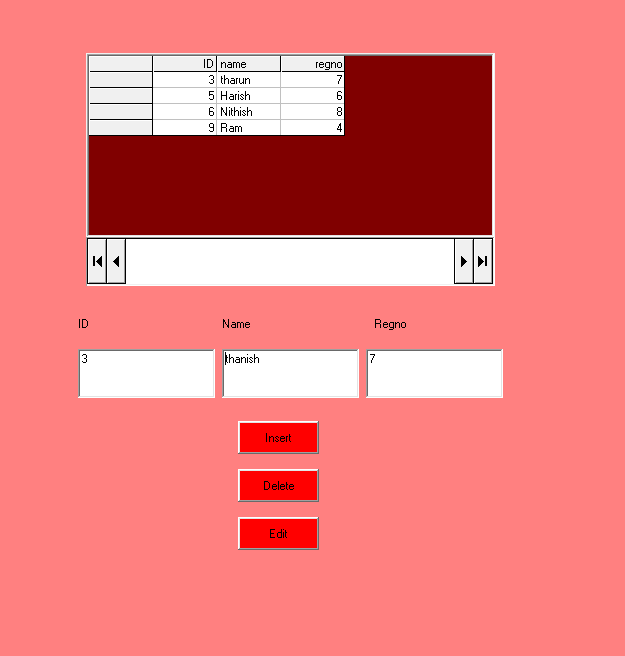 ID name regno
3 tharun 7
5 Harish 6
6 Nithish 8
9 Ram 4
ID Name Regno
3 thanish 7
Insert
Delete
Edit